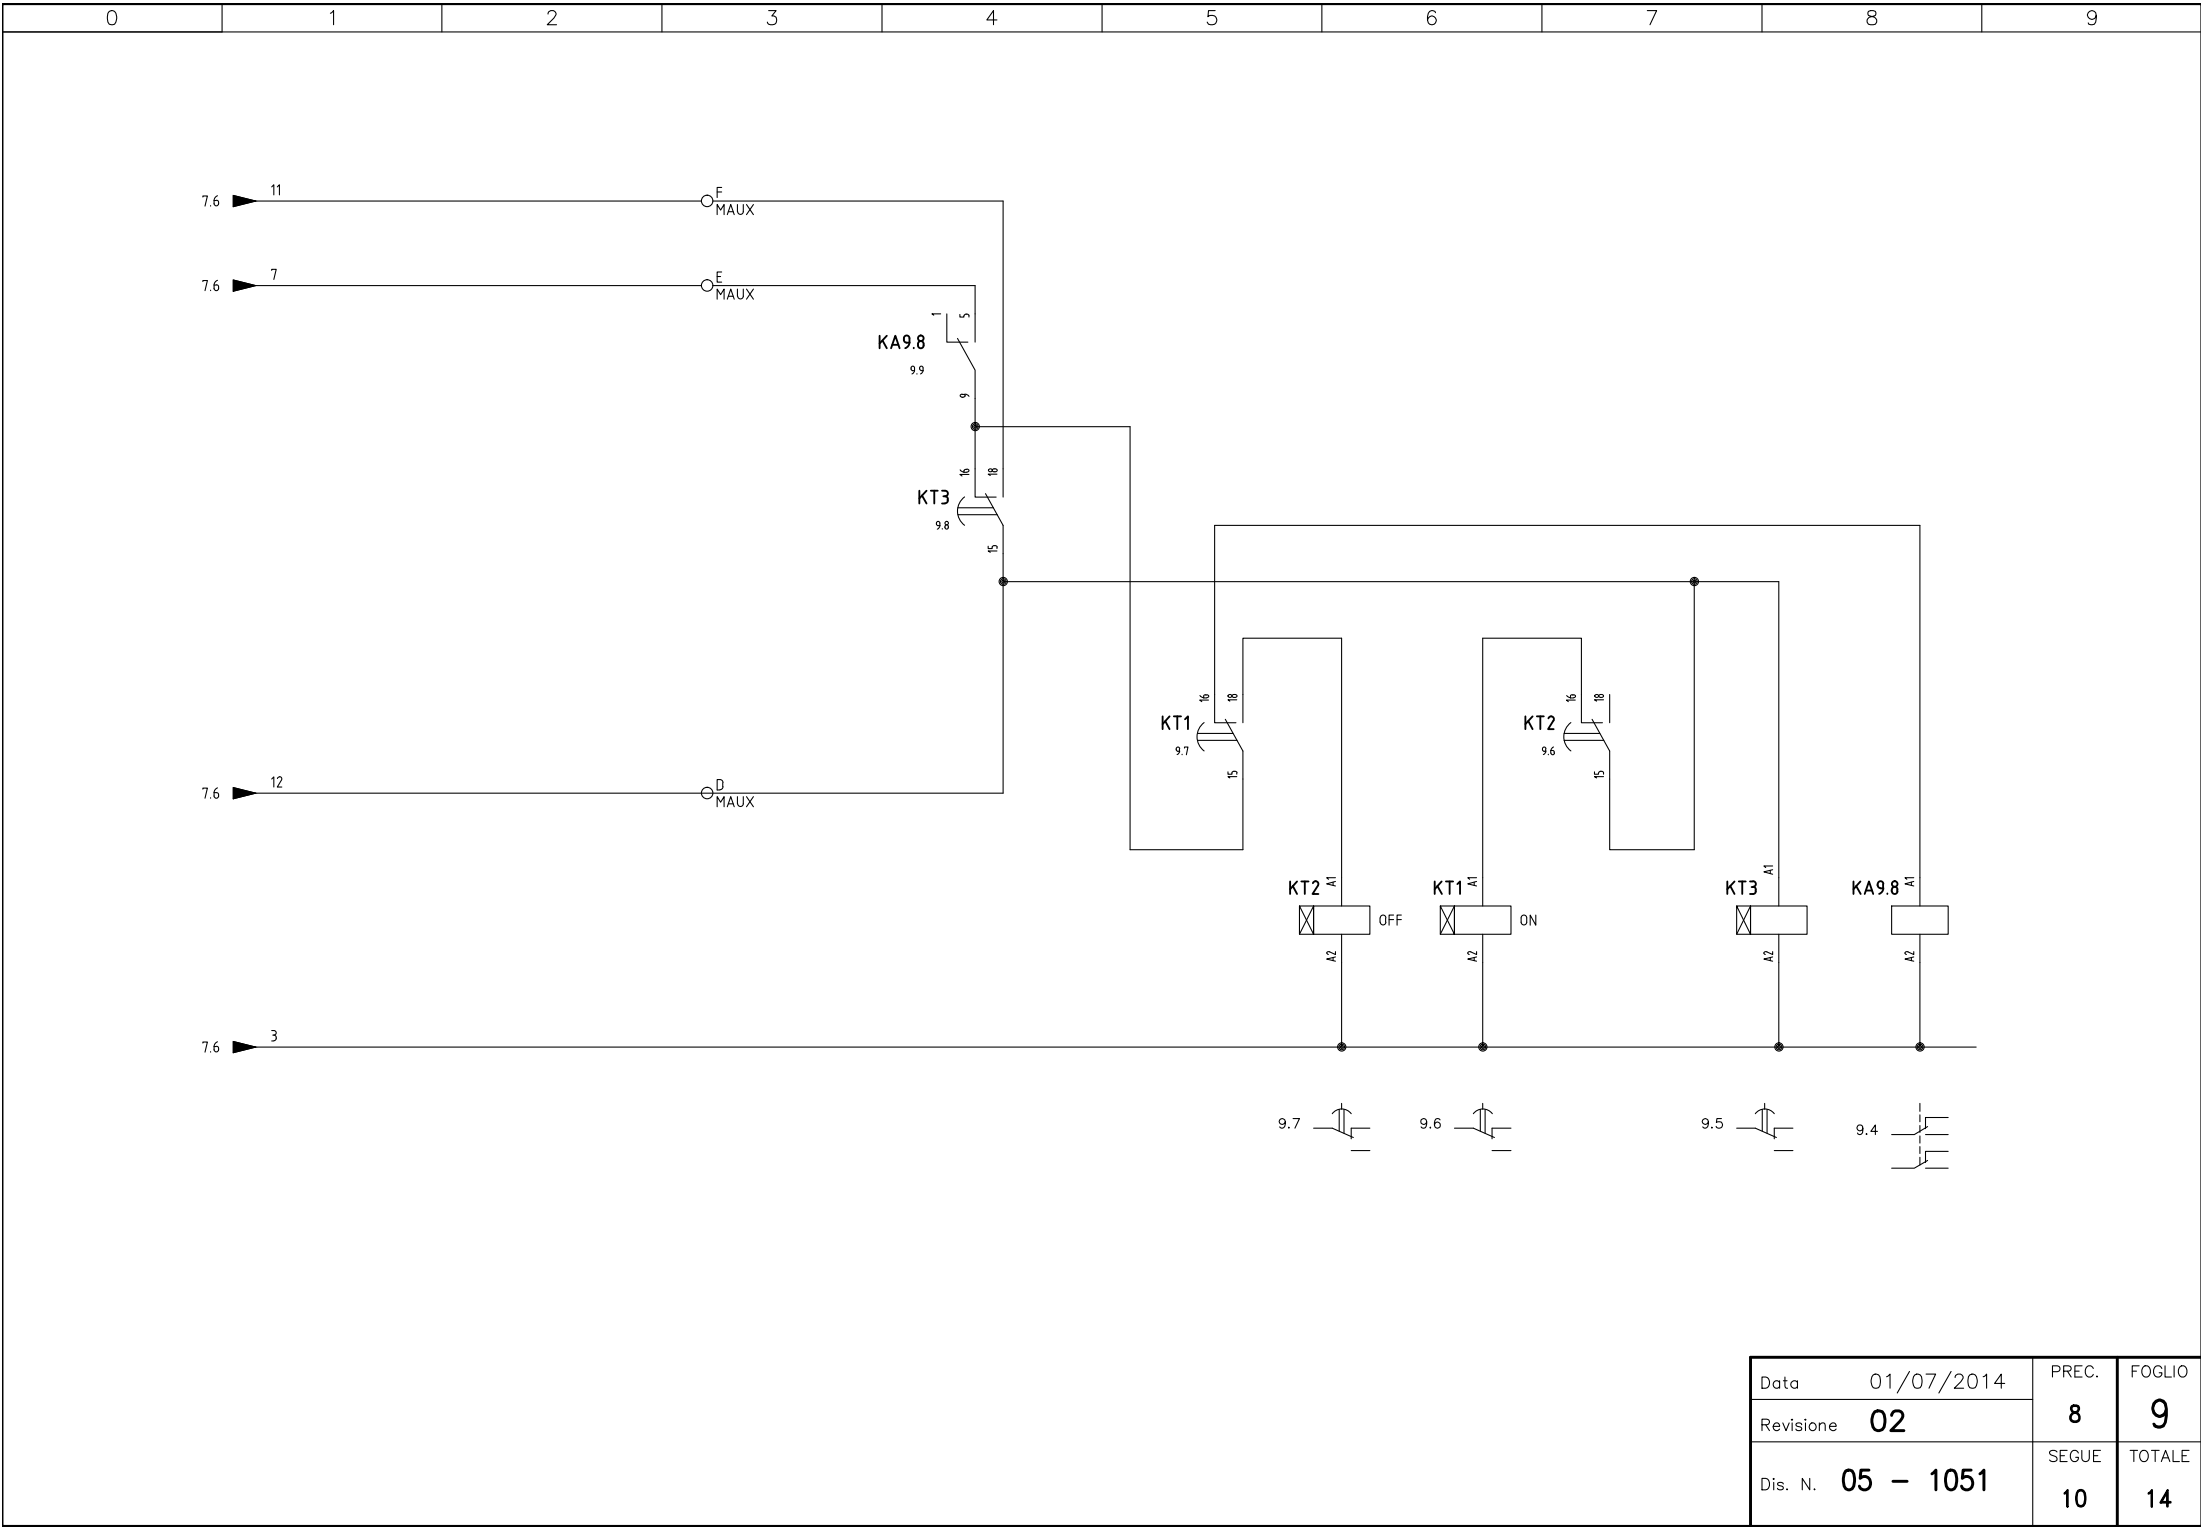 0 1 2 3 4 5 6 7 8 9
7.6 11 F
MAUX
7.6 7 E
MAUX
1 5
KA9.8
9.9
9
16 18
KT3
9.8
15
16 18 16 18
KT1 KT2
9.7 9.6
15 15
7.6 12 D
MAUX
A1 A1 A1 A1
KT2 KT1 KT3 KA9.8
OFF ON
A2 A2 A2 A2
7.6 3
9.7 9.6 9.5 9.4
Data 01/07/2014 PREC. FOGLIO
8 9
Revisione 02
SEGUE TOTALE
Dis. N. 05 - 1051
10 14